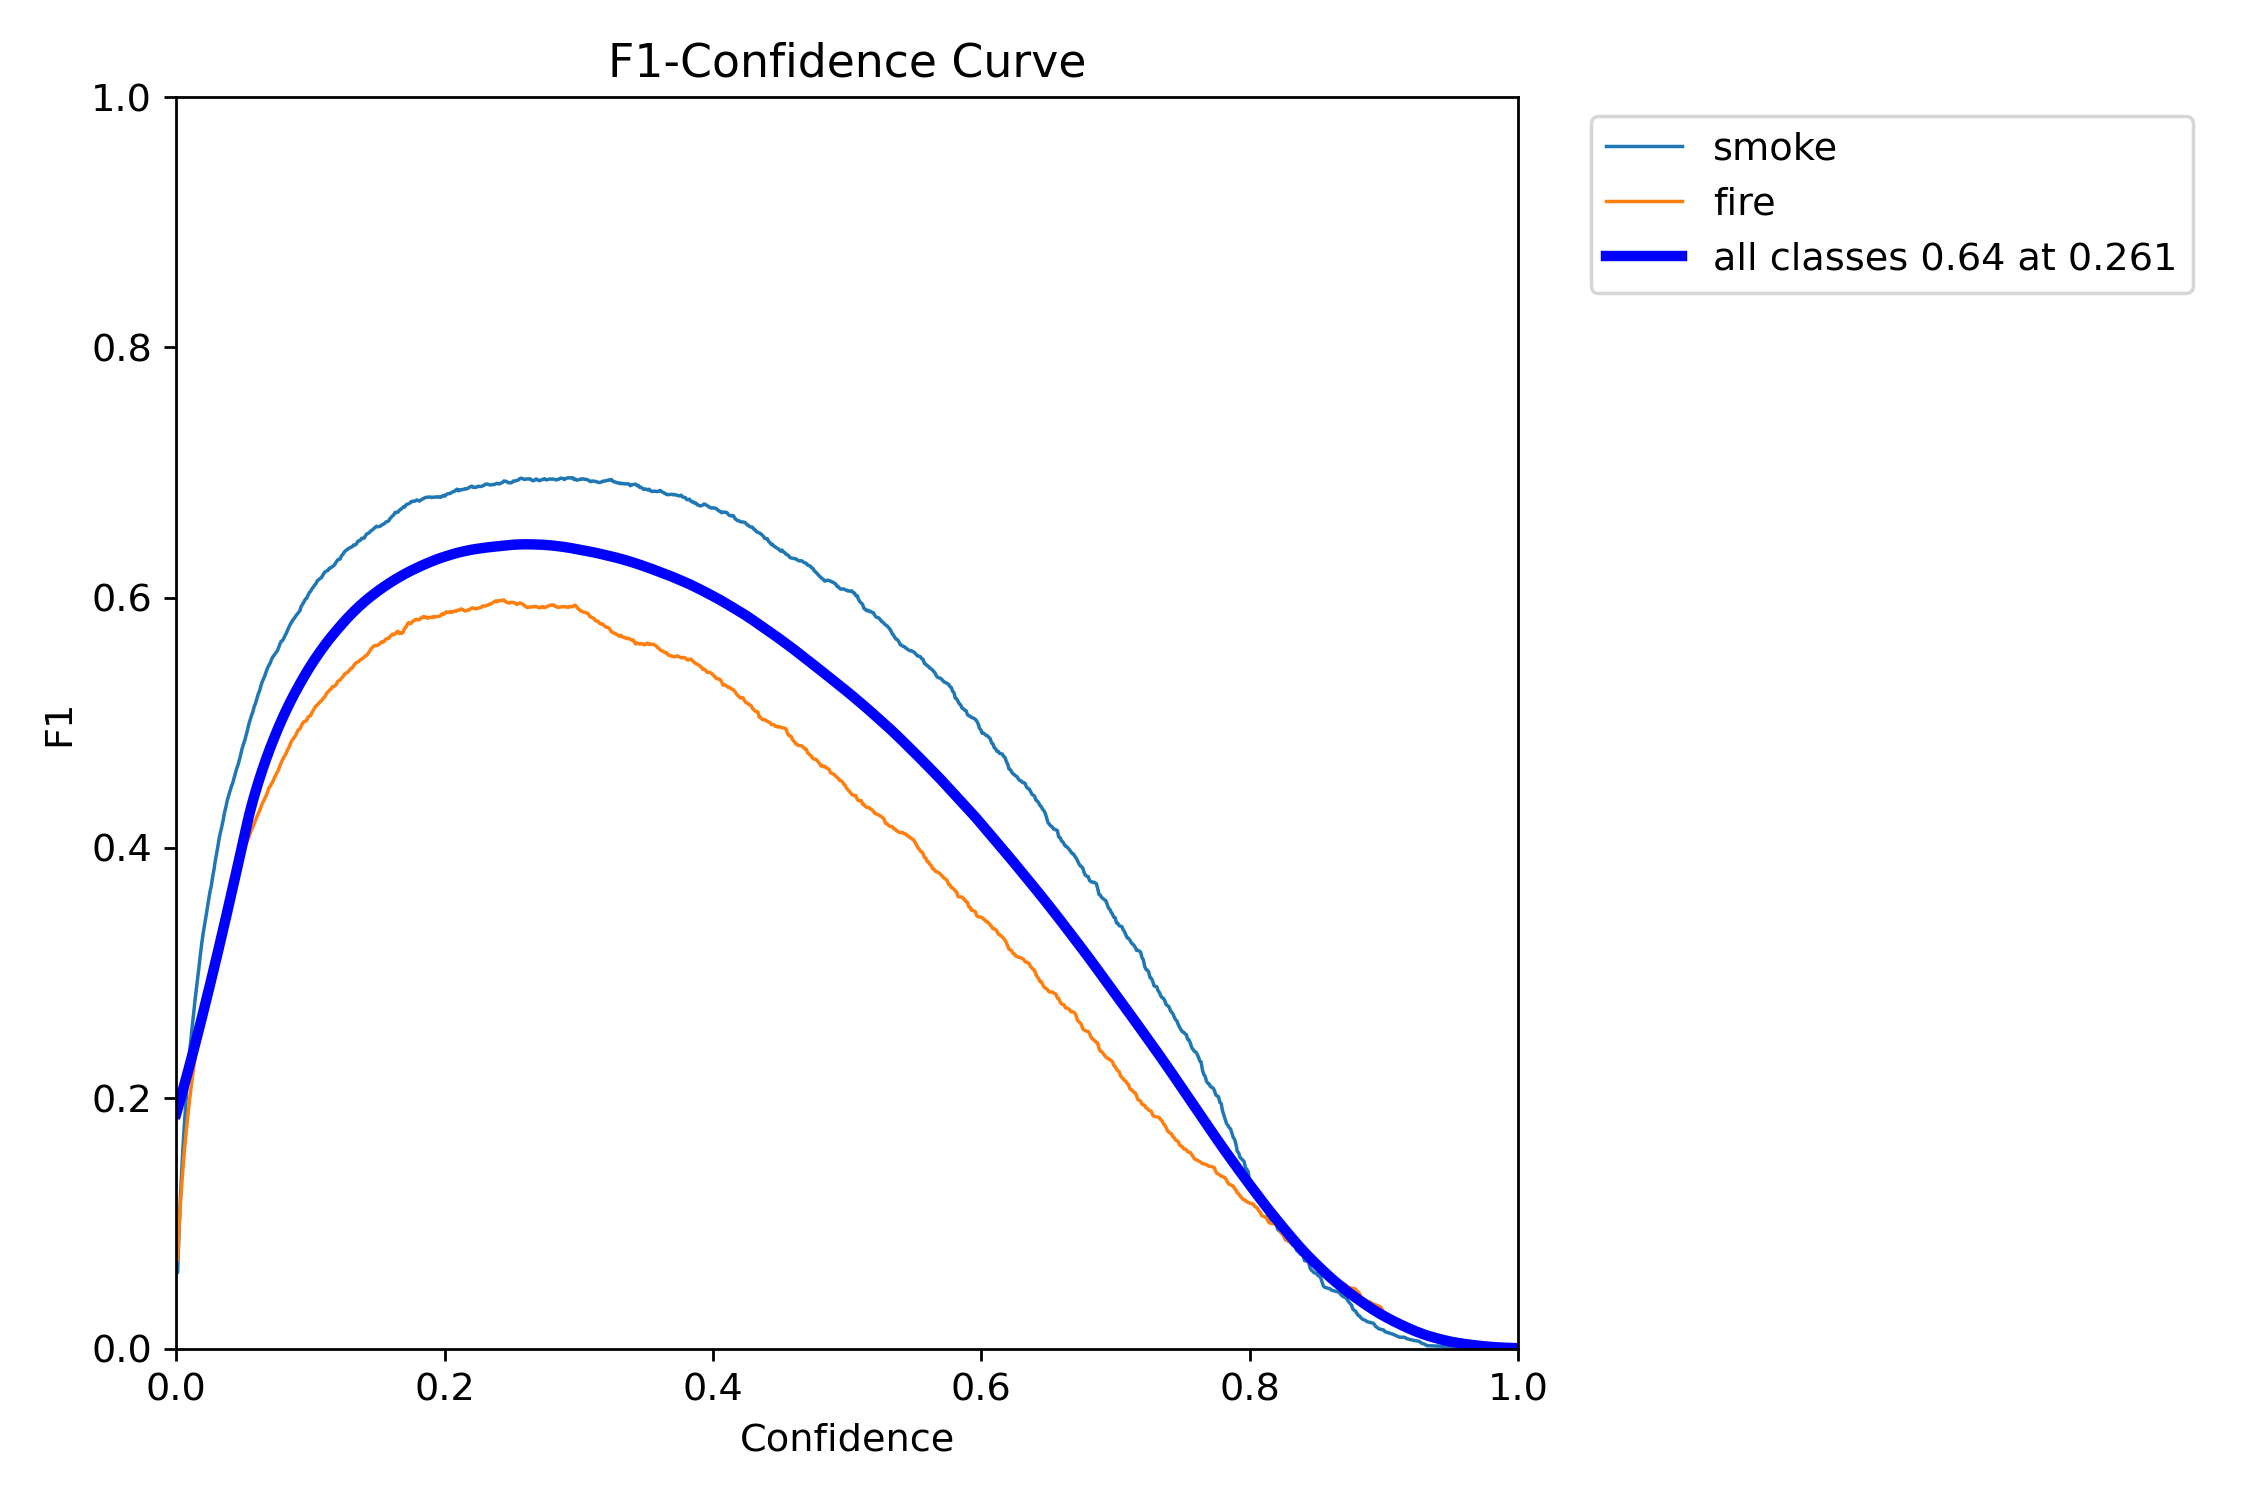 F1-Confidence Curve
1.0
0.8
0.6
0.4
0.2
0.0
F1
0.0 0.2 0.4 0.6 0.8 1.0
Confidence
smoke
fire
all classes 0.64 at 0.261